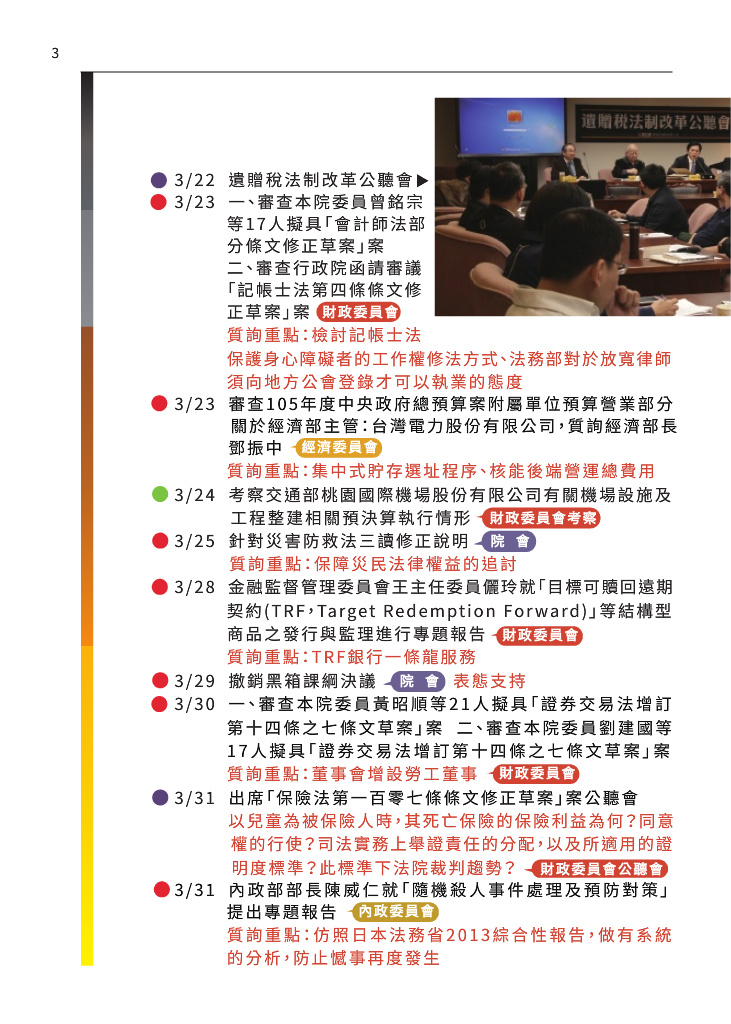 3
遺贈稅法制改革公聽會
3/22 遺贈稅法制改革公聽會▶
3/23 一、審查本院委員曾銘宗
等17人擬具「會計師法部
分條文修正草案」案
二、審查行政院函請審議
「記帳士法第四條條文修
正草案」案 財政委員會
質詢重點：檢討記帳士法
保護身心障礙者的工作權修法方式、法務部對於放寬律師
須向地方公會登錄才可以執業的態度
3/23 審查105年度中央政府總預算案附屬單位預算營業部分
關於經濟部主管：台灣電力股份有限公司，質詢經濟部長
鄧振中 經濟委員會
質詢重點：集中式貯存選址程序、核能後端營運總費用
3/24 考察交通部桃園國際機場股份有限公司有關機場設施及
工程整建相關預決算執行情形 財政委員會考察
3/25 針對災害防救法三讀修正說明 院 會
質詢重點：保障災民法律權益的追討
3/28 金融監督管理委員會王主任委員儷玲就「目標可贖回遠期
契約(TRF，Target Redemption Forward)」等結構型
商品之發行與監理進行專題報告 財政委員會
質詢重點：TRF銀行一條龍服務
3/29 撤銷黑箱課綱決議 院 會 表態支持
3/30 一、審查本院委員黃昭順等21人擬具「證券交易法增訂
第十四條之七條文草案」案 二、審查本院委員劉建國等
17人擬具「證券交易法增訂第十四條之七條文草案」案
質詢重點：董事會增設勞工董事 財政委員會
3/31 出席「保險法第一百零七條條文修正草案」案公聽會
以兒童為被保險人時，其死亡保險的保險利益為何？同意
權的行使？司法實務上舉證責任的分配，以及所適用的證
明度標準？此標準下法院裁判趨勢？ 財政委員會公聽會
3/31 內政部部長陳威仁就「隨機殺人事件處理及預防對策」
提出專題報告 內政委員會
質詢重點：仿照日本法務省2013綜合性報告，做有系統
的分析，防止憾事再度發生